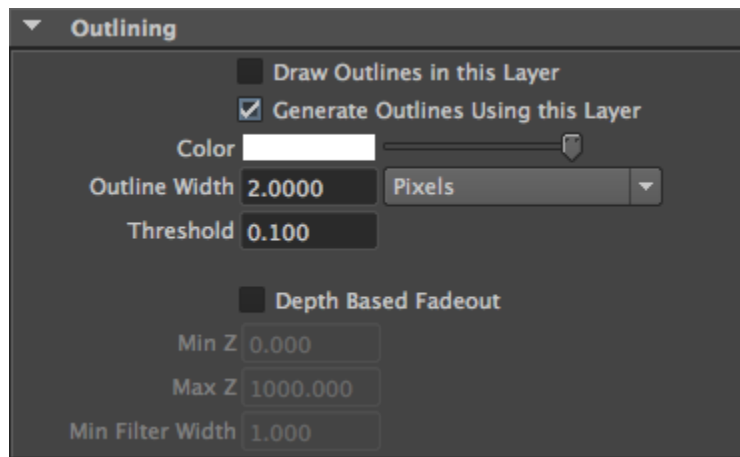 Outlining
Draw Outlines in this Layer
Generate Outlines Using this Layer
Color
Outline Width 2.0000 Pixels
Threshold 0.100
Depth Based Fadeout
Min Z 0.000
Max Z 1000.000
Min Filter Width 1.000